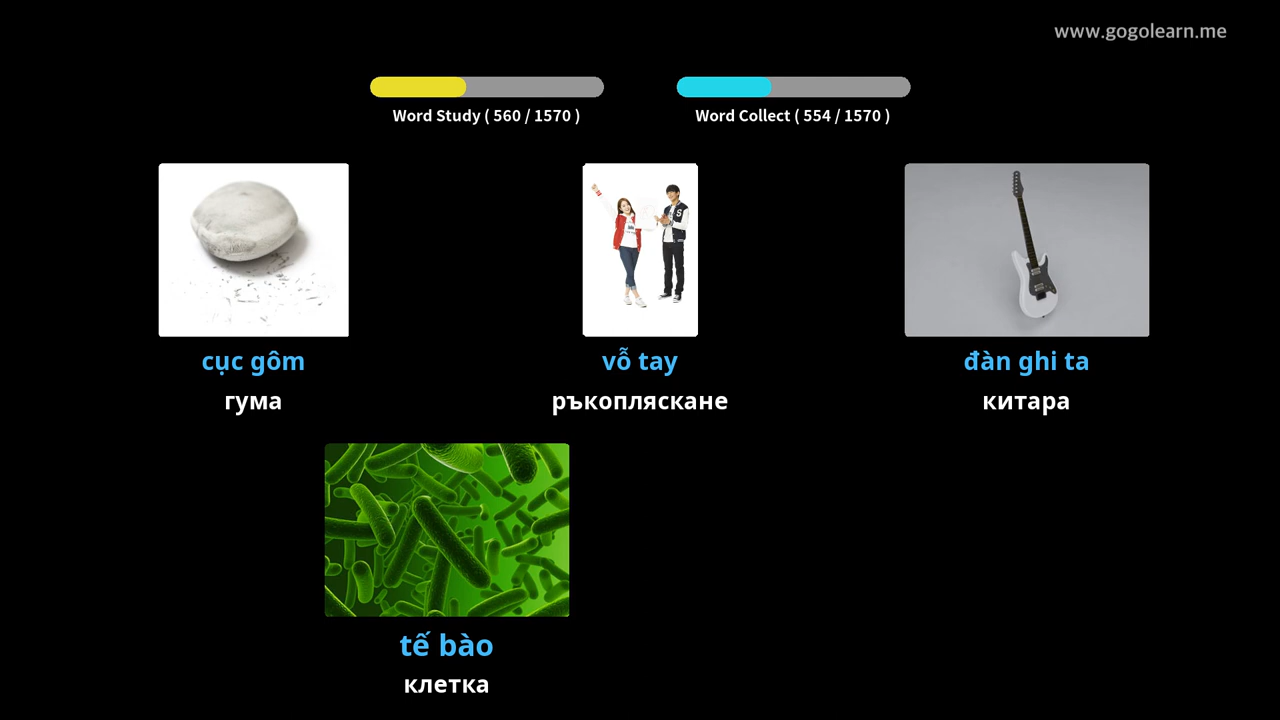 www.gogolearn.me
Word Study ( 560 / 1570 )
Word Collect ( 554 / 1570 )
cục gôm
гума
vỗ tay
ръкопляскане
đàn ghi ta
китара
tế bào
клетка